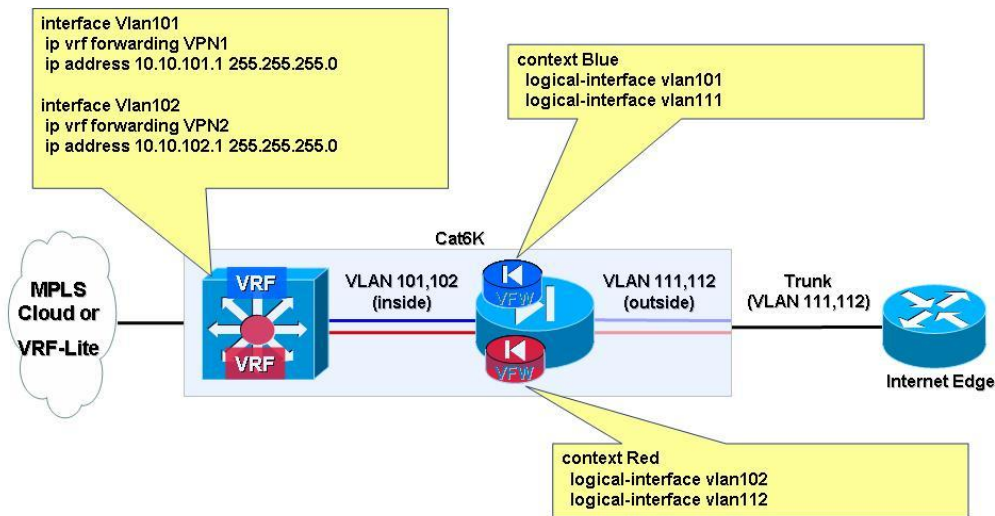 interface Vlan101
ip vrf forwarding VPN1
ip address 10.10.101.1 255.255.255.0
interface Vlan102
ip vrf forwarding VPN2
ip address 10.10.102.1 255.255.255.0
context Blue
logical-interface vlan101
logical-interface vlan111
Cat6K
MPLS
Cloud or
VRF-Lite
VRF
VRF
VLAN 101,102
(inside)
VFW
VFW
VLAN 111,112
(outside)
Trunk
(VLAN 111,112)
Internet Edge
context Red
logical-interface vlan102
logical-interface vlan112